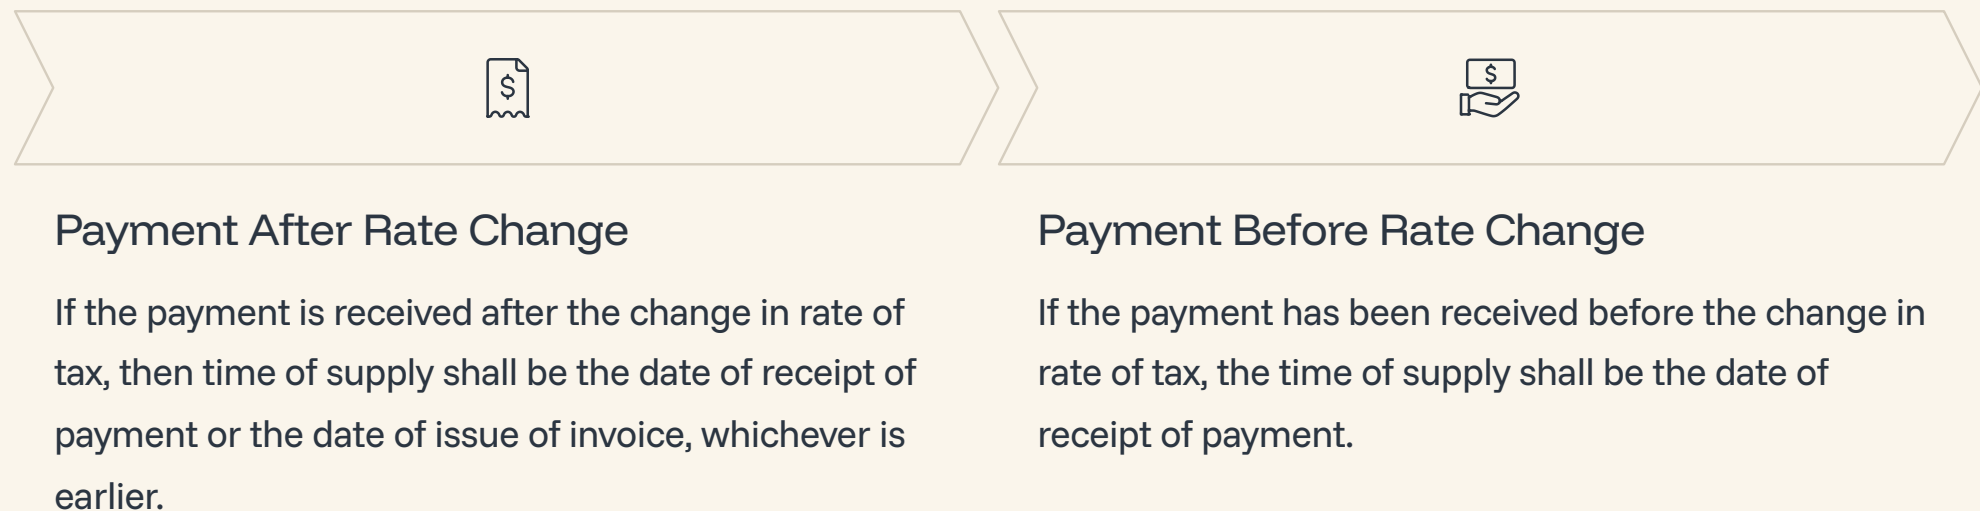 $
$
Payment After Rate Change
If the payment is received after the change in rate of
tax, then time of supply shall be the date of receipt of
payment or the date of issue of invoice, whichever is
earlier.
Payment Before Rate Change
If the payment has been received before the change in
rate of tax, the time of supply shall be the date of
receipt of payment.